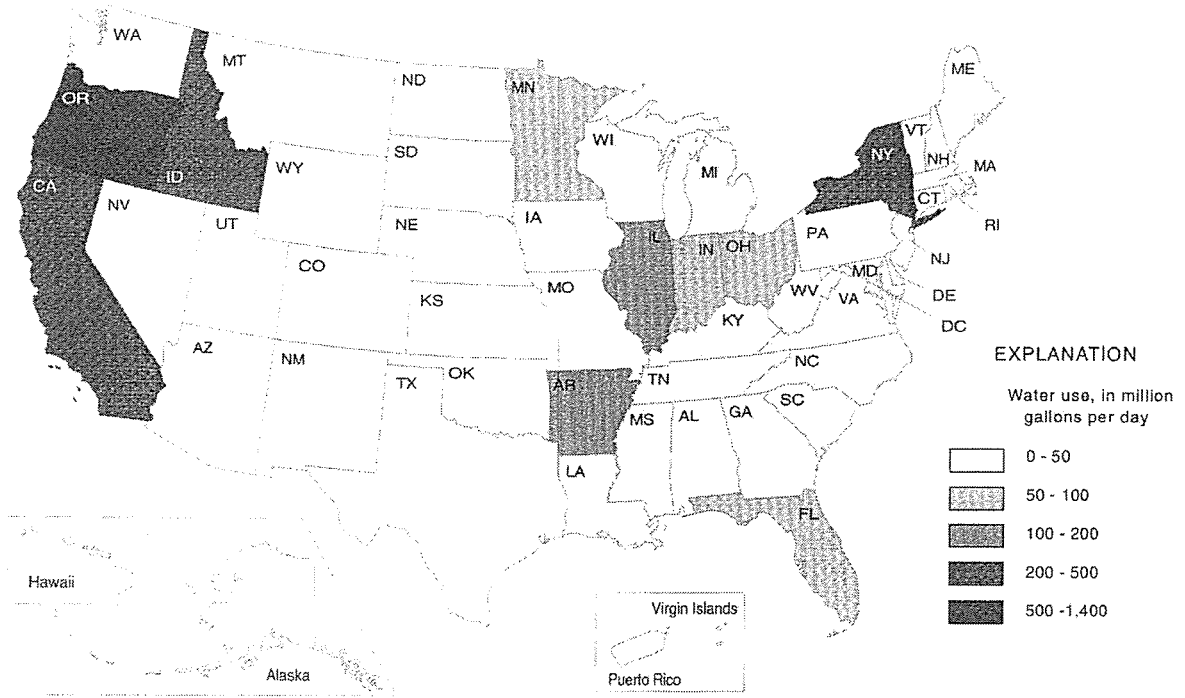 WA
MT
ND
MN
ME
OR
VT
WI
SD
NY
NH
MA
ID
WY
MI
CA
CT
NV
IA
RI
UT
NE
PA
IL
IN
OH
NJ
CO
MD
MO
WV
DE
KS
VA
KY
DC
AZ
NM
EXPLANATION
NC
OK
TN
TX
AR
Water use, in million
gallons per day
SC
MS
AL
GA
0 - 50
LA
50 - 100
FL
100 - 200
200 - 500
Hawaii
Virgin Islands
500 -1,400
Alaska
Puerto Rico